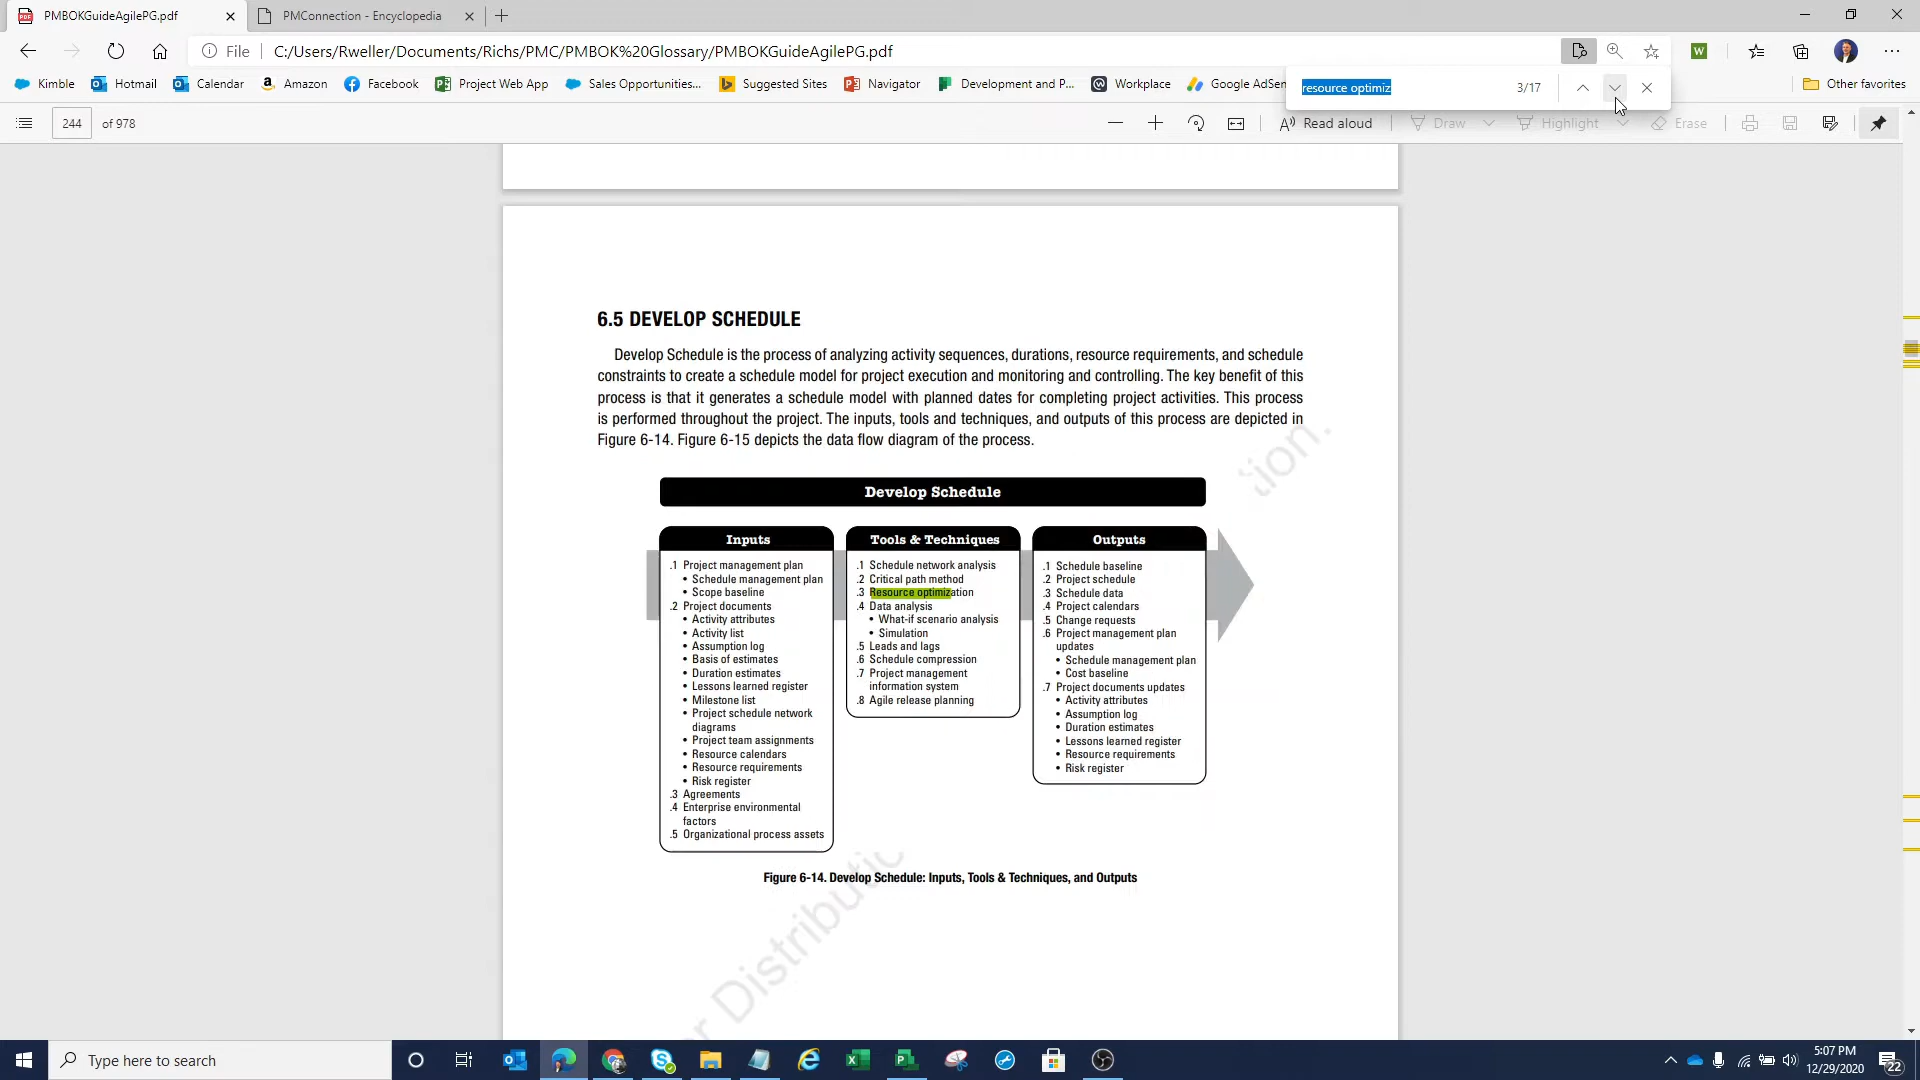 PMBOKGuideAgilePG.pdf
PMConnection - Encyclopedia
File C:/Users/Rweller/Documents/Richs/PMC/PMBOK%20Glossary/PMBOKGuideAgilePG.pdf
Kimble Hotmail Calendar Amazon Facebook Project Web App Sales Opportunities... Suggested Sites Navigator Development and P... Workplace Google AdSen Other favorites
resource optimiz 3/17
244 of 978 Read aloud Draw Highlight Erase
6.5 DEVELOP SCHEDULE
Develop Schedule is the process of analyzing activity sequences, durations, resource requirements, and schedule
constraints to create a schedule model for project execution and monitoring and controlling. The key benefit of this
process is that it generates a schedule model with planned dates for completing project activities. This process
is performed throughout the project. The inputs, tools and techniques, and outputs of this process are depicted in
Figure 6-14. Figure 6-15 depicts the data flow diagram of the process.
tion.
Develop Schedule
Inputs
.1 Project management plan
• Schedule management plan
• Scope baseline
.2 Project documents
• Activity attributes
• Activity list
• Assumption log
• Basis of estimates
• Duration estimates
• Lessons learned register
• Milestone list
• Project schedule network
diagrams
• Project team assignments
• Resource calendars
• Resource requirements
• Risk register
.3 Agreements
.4 Enterprise environmental
factors
.5 Organizational process assets
Tools & Techniques
.1 Schedule network analysis
.2 Critical path method
.3 Resource optimization
.4 Data analysis
• What-if scenario analysis
• Simulation
.5 Leads and lags
.6 Schedule compression
.7 Project management
information system
.8 Agile release planning
Outputs
.1 Schedule baseline
.2 Project schedule
.3 Schedule data
.4 Project calendars
.5 Change requests
.6 Project management plan
updates
• Schedule management plan
• Cost baseline
.7 Project documents updates
• Activity attributes
• Assumption log
• Duration estimates
• Lessons learned register
• Resource requirements
• Risk register
Figure 6-14. Develop Schedule: Inputs, Tools & Techniques, and Outputs
or Distributic
Type here to search
5:07 PM
12/29/2020
22